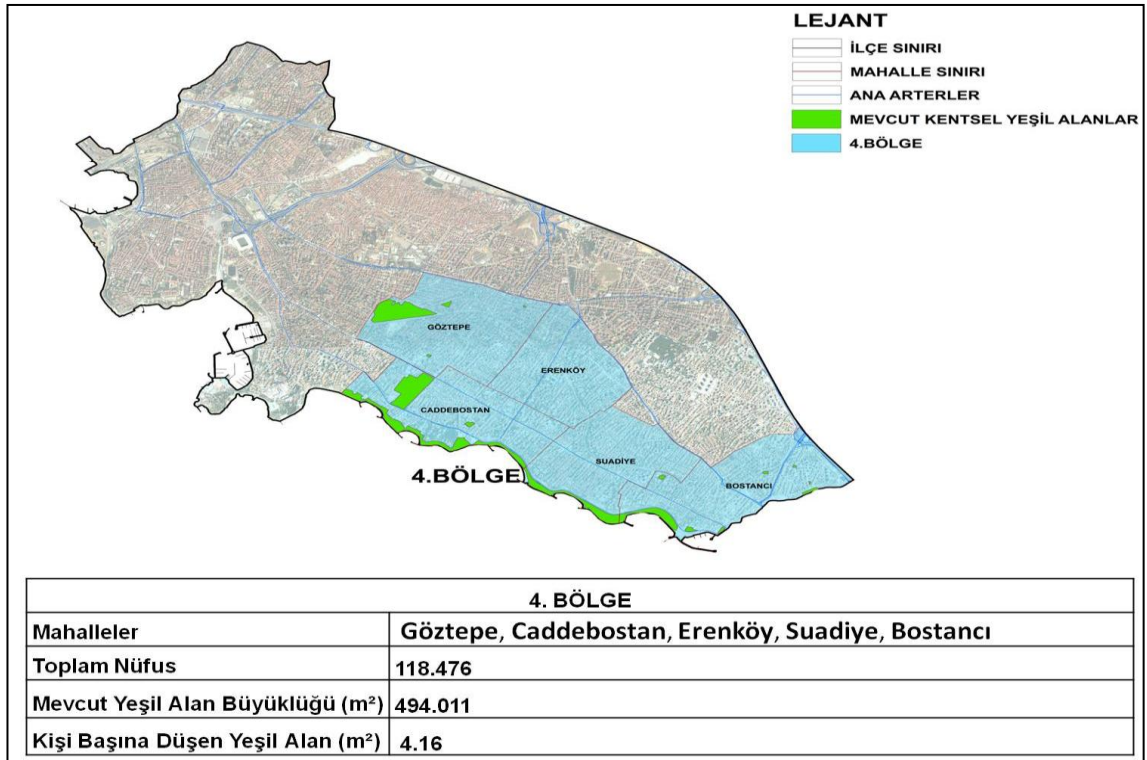 LEJANT
İLÇE SINIRI
MAHALLE SINIRI
ANA ARTERLER
MEVCUT KENTSEL YEŞİL ALANLAR
4.BÖLGE
GÖZTEPE
ERENKÖY
CADDEBOSTAN
SUADİYE
BOSTANCI
4.BÖLGE
4. BÖLGE
Mahalleler Göztepe, Caddebostan, Erenköy, Suadiye, Bostancı
Toplam Nüfus 118.476
Mevcut Yeşil Alan Büyüklüğü (m²) 494.011
Kişi Başına Düşen Yeşil Alan (m²) 4.16